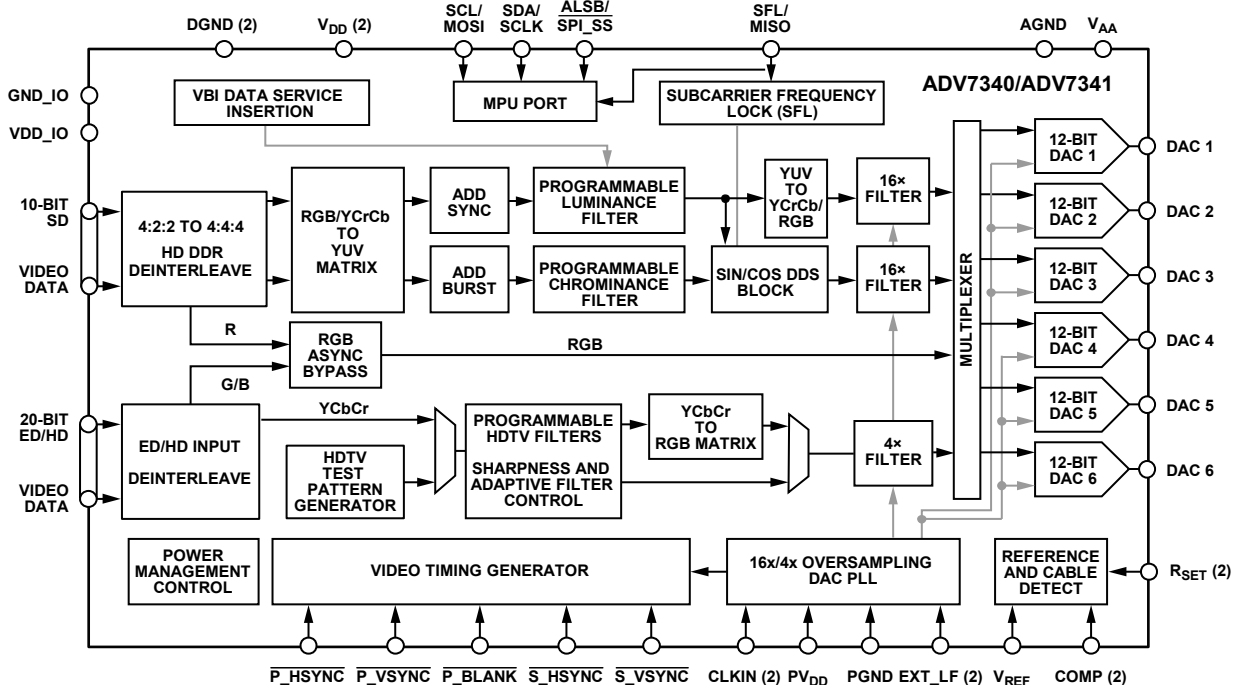 DGND (2)
VDD (2)
SCL/
MOSI
SDA/
SCLK
ALSB/
SPI_SS
SFL/
MISO
AGND
VAA
GND_IO
VDD_IO
VBI DATA SERVICE
INSERTION
MPU PORT
SUBCARRIER FREQUENCY
LOCK (SFL)
ADV7340/ADV7341
10-BIT
SD
VIDEO
DATA
4:2:2 TO 4:4:4
HD DDR
DEINTERLEAVE
RGB/YCrCb
TO
YUV
MATRIX
ADD
SYNC
PROGRAMMABLE
LUMINANCE
FILTER
YUV
TO
YCrCb/
RGB
16×
FILTER
ADD
BURST
PROGRAMMABLE
CHROMINANCE
FILTER
SIN/COS DDS
BLOCK
16×
FILTER
MULTIPLEXER
12-BIT
DAC 1
DAC 1
12-BIT
DAC 2
DAC 2
12-BIT
DAC 3
DAC 3
12-BIT
DAC 4
DAC 4
12-BIT
DAC 5
DAC 5
12-BIT
DAC 6
DAC 6
R
G/B
RGB
ASYNC
BYPASS
RGB
20-BIT
ED/HD
VIDEO
DATA
ED/HD INPUT
DEINTERLEAVE
YCbCr
HDTV
TEST
PATTERN
GENERATOR
PROGRAMMABLE
HDTV FILTERS
SHARPNESS AND
ADAPTIVE FILTER
CONTROL
YCbCr
TO
RGB MATRIX
4×
FILTER
POWER
MANAGEMENT
CONTROL
VIDEO TIMING GENERATOR
16x/4x OVERSAMPLING
DAC PLL
REFERENCE
AND CABLE
DETECT
RSET (2)
P_HSYNC
P_VSYNC
P_BLANK
S_HSYNC
S_VSYNC
CLKIN (2)
PVDD
PGND
EXT_LF (2)
VREF
COMP (2)